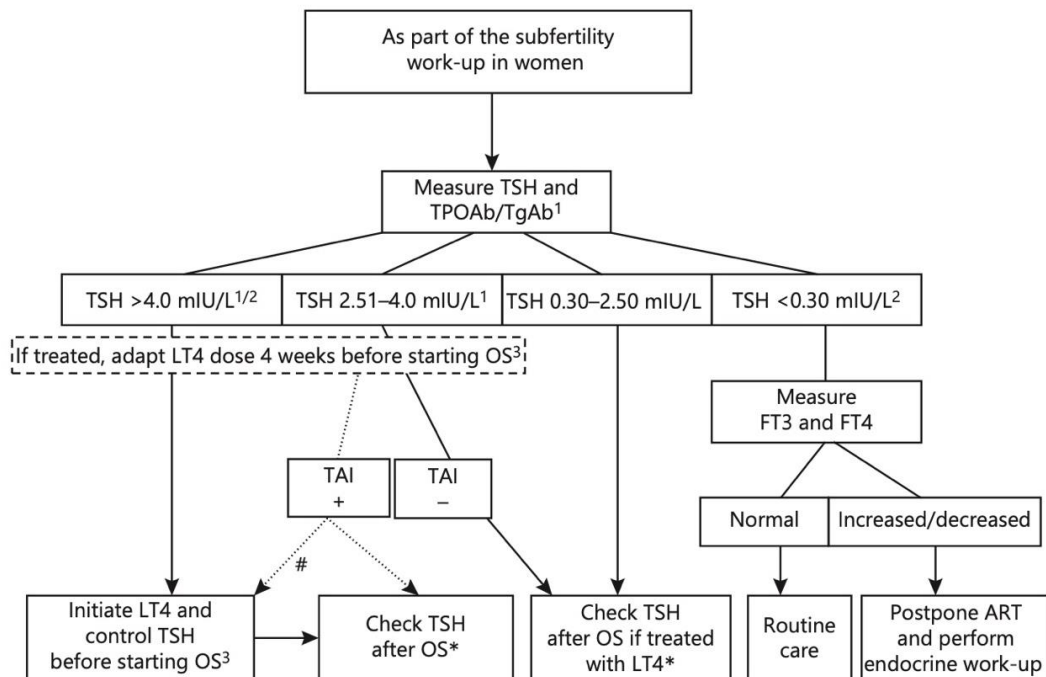 As part of the subfertility
work-up in women
Measure TSH and
TPOAb/TgAb¹
TSH >4.0 mIU/L¹/²
TSH 2.51–4.0 mIU/L¹
TSH 0.30–2.50 mIU/L
TSH <0.30 mIU/L²
If treated, adapt LT4 dose 4 weeks before starting OS³
Measure
FT3 and FT4
TAI
+
TAI
–
Normal
Increased/decreased
#
Initiate LT4 and
control TSH
before starting OS³
Check TSH
after OS*
Check TSH
after OS if treated
with LT4*
Routine
care
Postpone ART
and perform
endocrine work-up